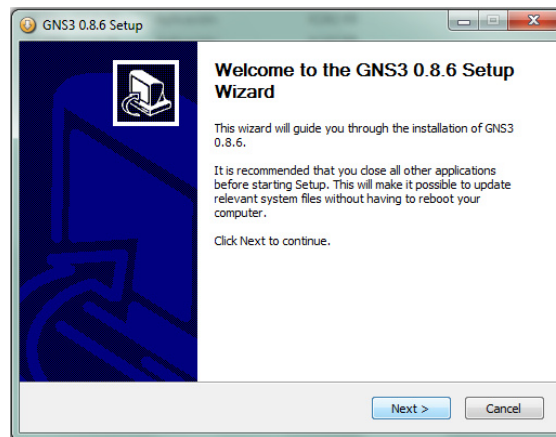 GNS3 0.8.6 Setup
Welcome to the GNS3 0.8.6 Setup
Wizard
This wizard will guide you through the installation of GNS3
0.8.6.
It is recommended that you close all other applications
before starting Setup. This will make it possible to update
relevant system files without having to reboot your
computer.
Click Next to continue.
Next >
Cancel